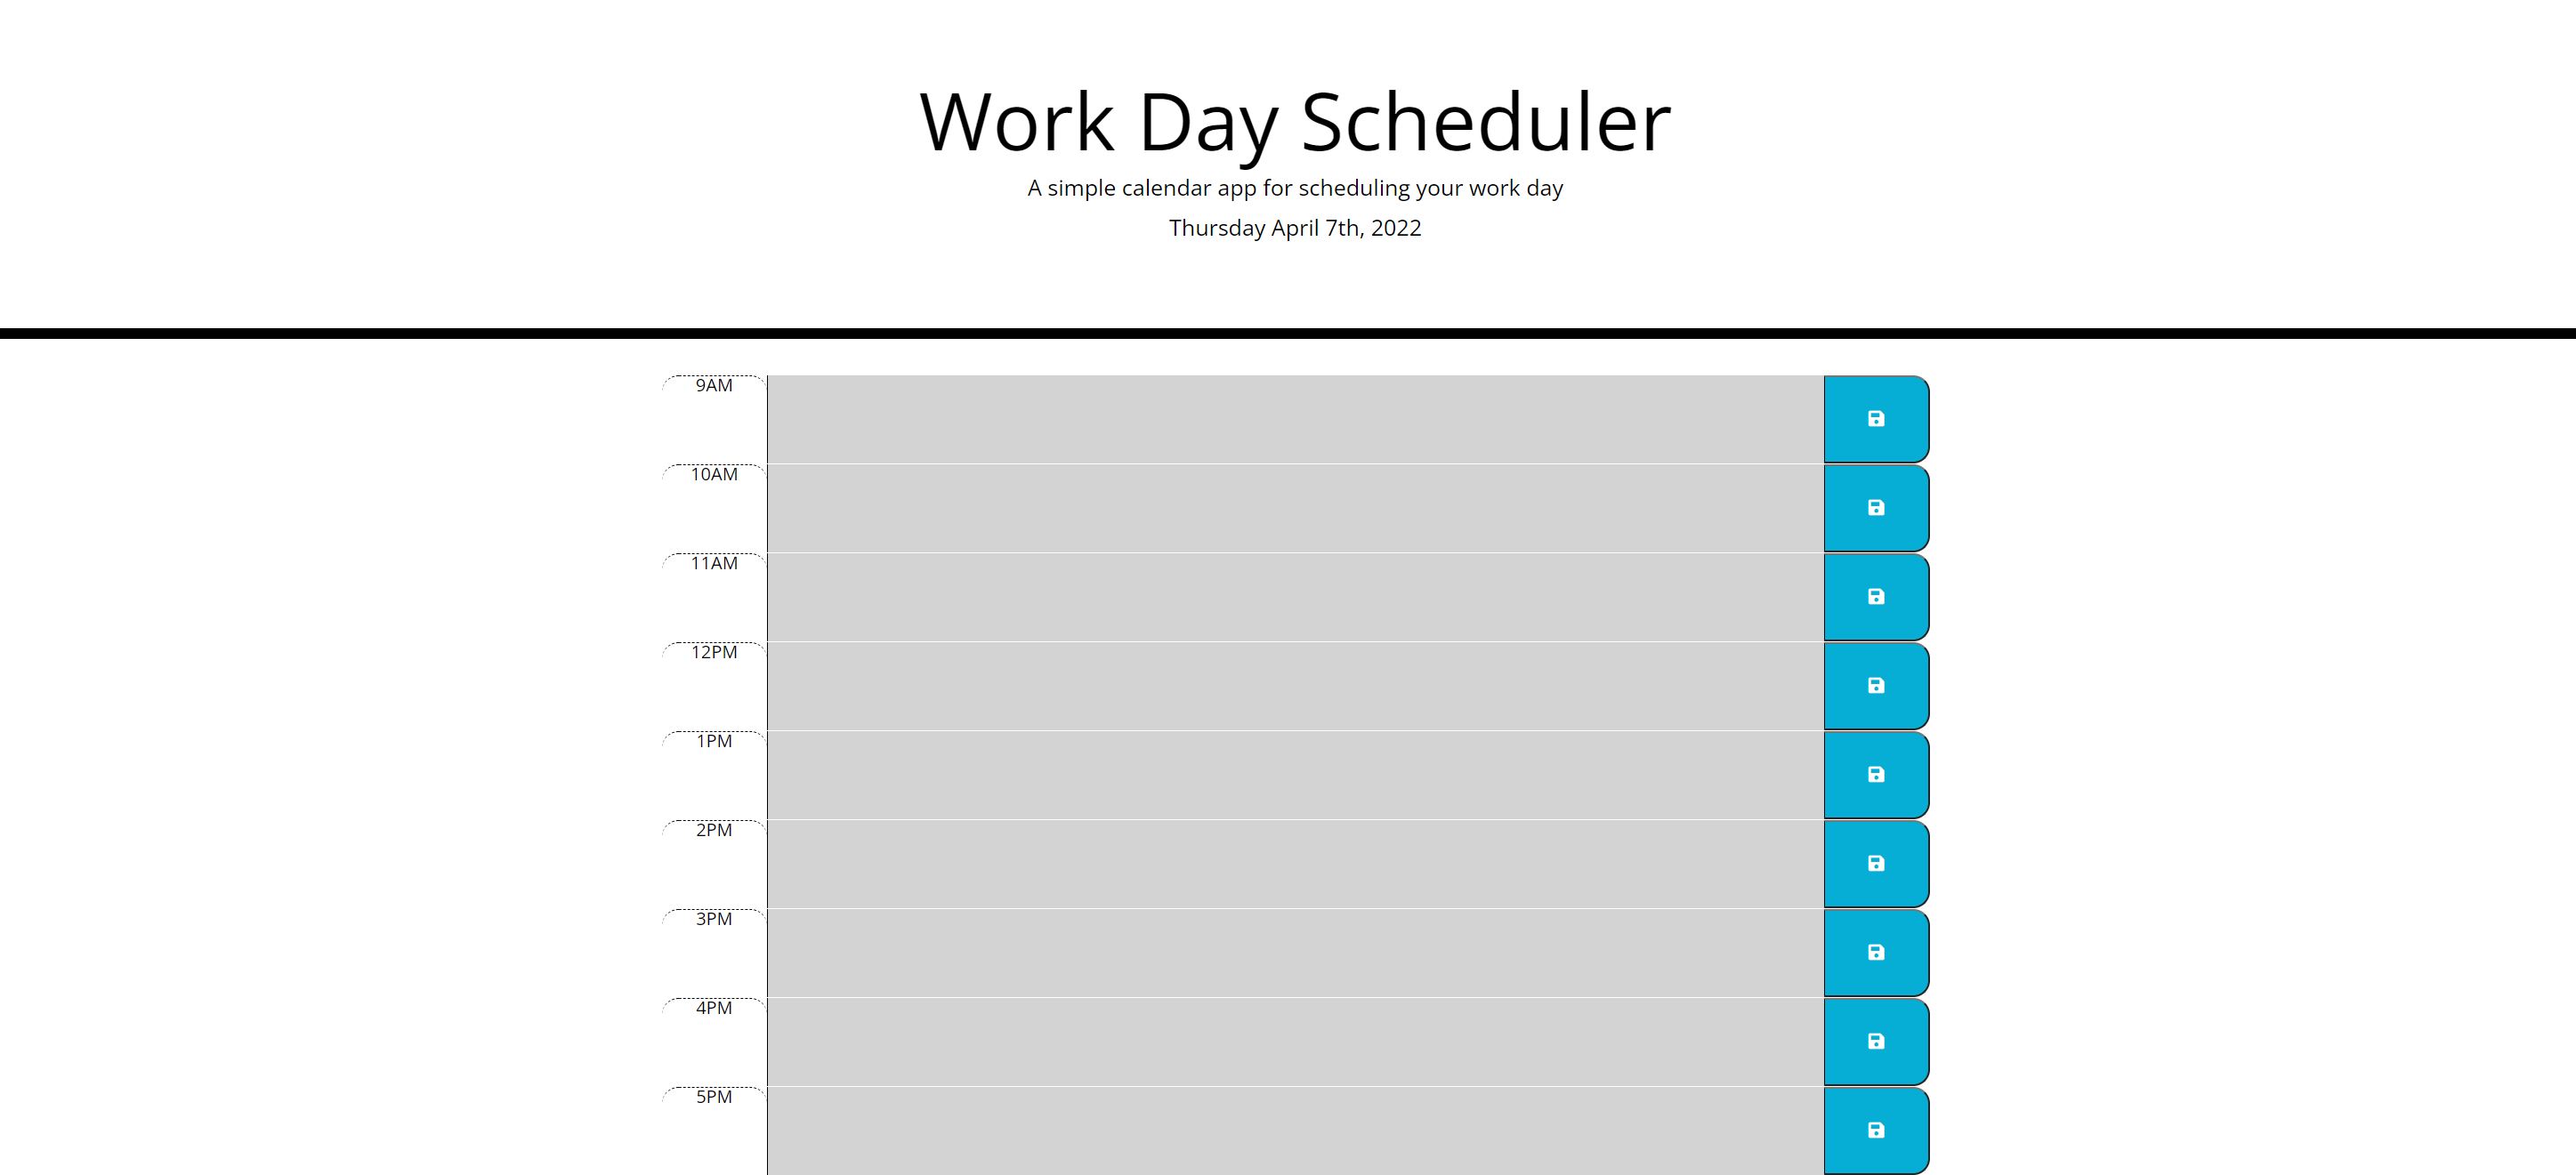 Work Day Scheduler
A simple calendar app for scheduling your work day
Thursday April 7th, 2022
9AM
10AM
11AM
12PM
1PM
2PM
3PM
4PM
5PM